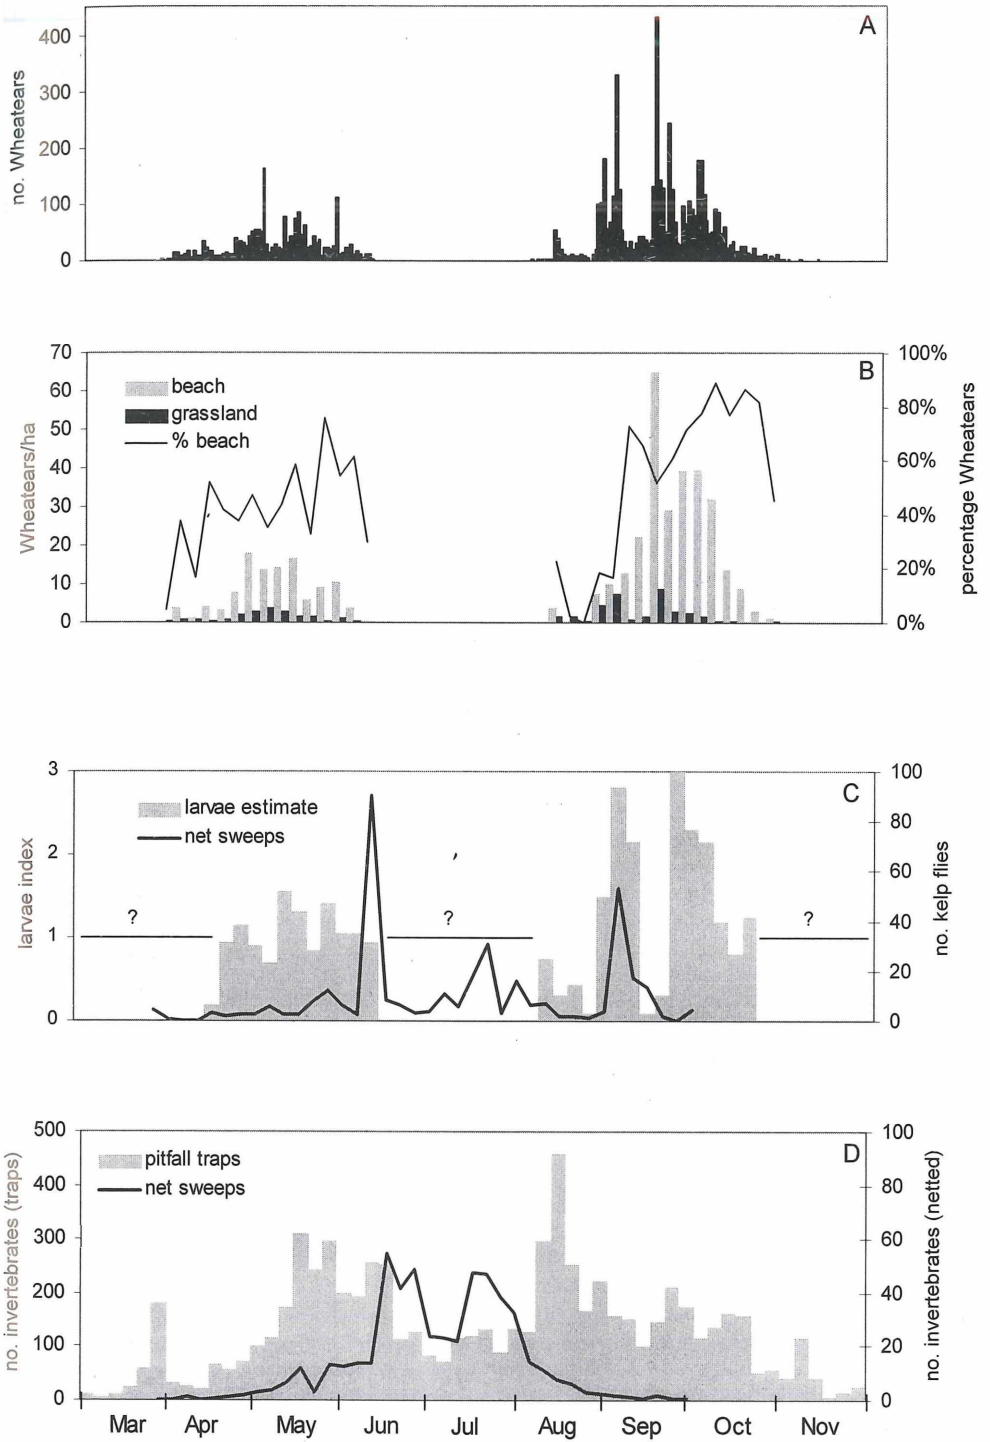 A
400
300
200
100
0
no. Wheatears
B
70
60
50
40
30
20
10
0
Wheatears/ha
beach
grassland
% beach
100%
80%
60%
40%
20%
0%
percentage Wheatears
C
3
2
1
0
larvae index
larvae estimate
net sweeps
?
?
?
100
80
60
40
20
0
no. kelp flies
D
500
400
300
200
100
0
no. invertebrates (traps)
pitfall traps
net sweeps
100
80
60
40
20
0
no. invertebrates (netted)
Mar Apr May Jun Jul Aug Sep Oct Nov